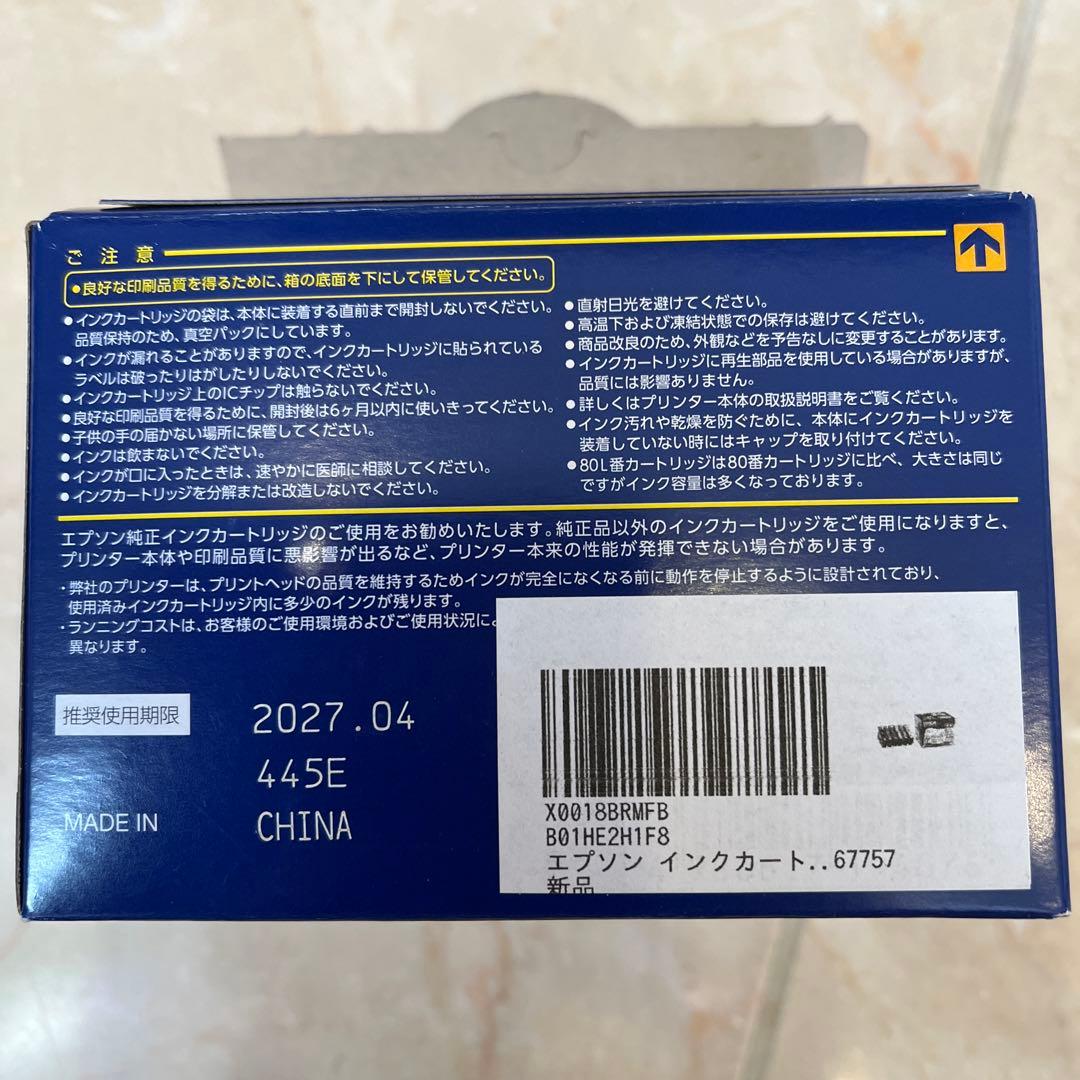 ご注意
●良好な印刷品質を得るために、箱の底面を下にして保管してください。
●インクカートリッジの袋は、本体に装着する直前まで開封しないでください。
品質保持のため、真空パックにしています。
●インクが漏れることがありますので、インクカートリッジに貼られている
ラベルは破ったりはがしたりしないでください。
●インクカートリッジ上のICチップは触らないでください。
●良好な印刷品質を得るために、開封後は6ヶ月以内に使いきってください。
●子供の手の届かない場所に保管してください。
●インクは飲まないでください。
●インクが口に入ったときは、速やかに医師に相談してください。
●インクカートリッジを分解または改造しないでください。
●直射日光を避けてください。
●高温下および凍結状態での保存は避けてください。
●商品改良のため、外観などを予告なしに変更することがあります。
●インクカートリッジに再生部品を使用している場合がありますが、
品質には影響ありません。
●詳しくはプリンター本体の取扱説明書をご覧ください。
●インク汚れや乾燥を防ぐために、本体にインクカートリッジを
装着していない時にはキャップを取り付けてください。
●80L番カートリッジは80番カートリッジに比べ、大きさは同じ
ですがインク容量は多くなっております。
エプソン純正インクカートリッジのご使用をお勧めいたします。純正品以外のインクカートリッジをご使用になりますと、
プリンター本体や印刷品質に悪影響が出るなど、プリンター本来の性能が発揮できない場合があります。
・弊社のプリンターは、プリントヘッドの品質を維持するためインクが完全になくなる前に動作を停止するように設計されており、
使用済みインクカートリッジ内に多少のインクが残ります。
・ランニングコストは、お客様のご使用環境およびご使用状況によ
異なります。
推奨使用期限
2027.04
445E
MADE IN
CHINA
X0018BRMFB
B01HE2H1F8
エプソン インクカート..67757
新品